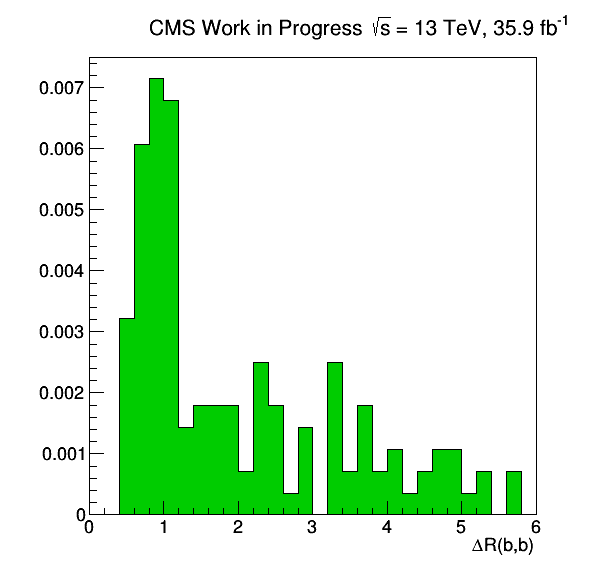 CMS Work in Progress √s = 13 TeV, 35.9 fb⁻¹
0.007
0.006
0.005
0.004
0.003
0.002
0.001
0
0 1 2 3 4 5 6
ΔR(b,b)